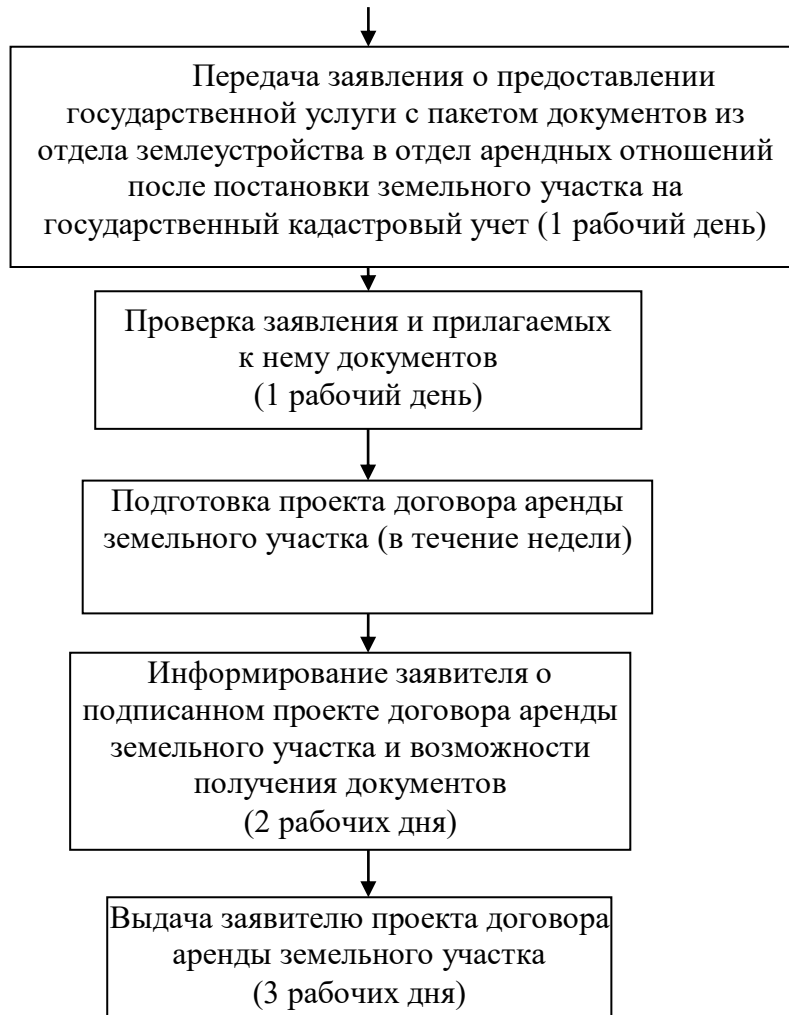 Передача заявления о предоставлении
государственной услуги с пакетом документов из
отдела землеустройства в отдел арендных отношений
после постановки земельного участка на
государственный кадастровый учет (1 рабочий день)
Проверка заявления и прилагаемых
к нему документов
(1 рабочий день)
Подготовка проекта договора аренды
земельного участка (в течение недели)
Информирование заявителя о
подписанном проекте договора аренды
земельного участка и возможности
получения документов
(2 рабочих дня)
Выдача заявителю проекта договора
аренды земельного участка
(3 рабочих дня)